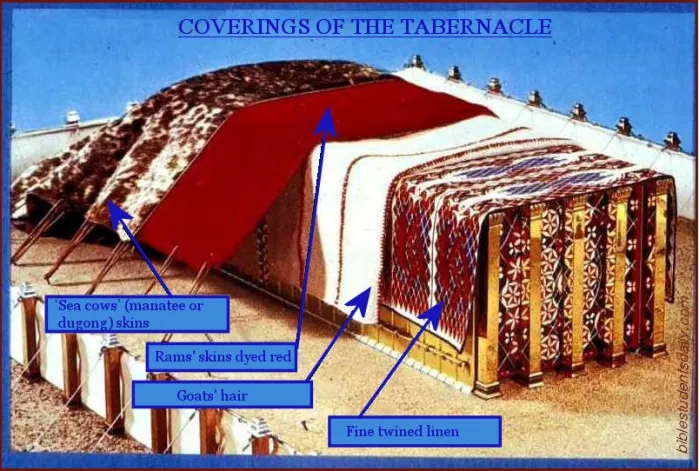 COVERINGS OF THE TABERNACLE
'Sea cows' (manatee or
dugong) skins
Rams' skins dyed red
Goats' hair
Fine twined linen
biblestudentsdaily.com